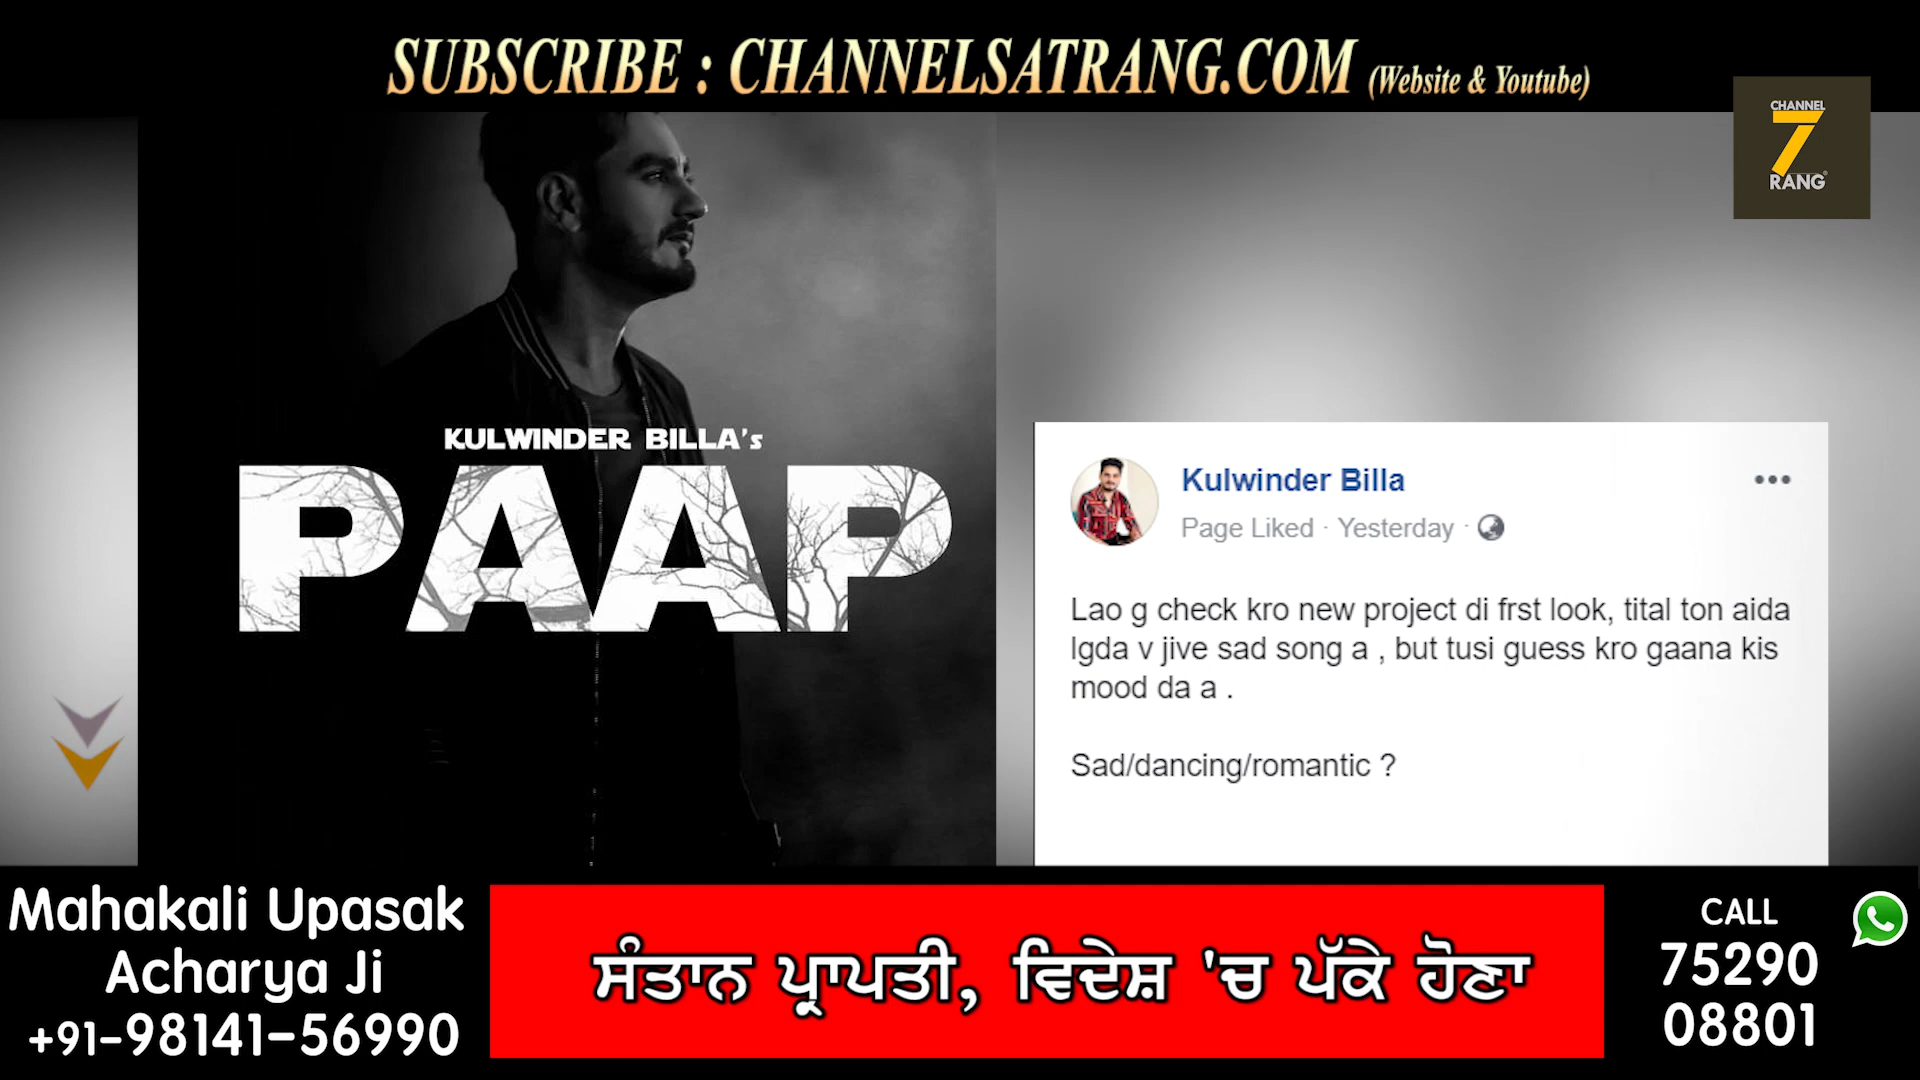 SUBSCRIBE : CHANNELSATRANG.COM (Website & Youtube)
CHANNEL
7
RANG
KULWINDER BILLA's
PAAP
Kulwinder Billa
Page Liked · Yesterday ·
Lao g check kro new project di frst look, tital ton aida
lgda v jive sad song a , but tusi guess kro gaana kis
mood da a .
Sad/dancing/romantic ?
Mahakali Upasak
Acharya Ji
+91-98141-56990
ਸੰਤਾਨ ਪ੍ਰਾਪਤੀ, ਵਿਦੇਸ਼ 'ਚ ਪੱਕੇ ਹੋਣਾ
CALL
75290
08801